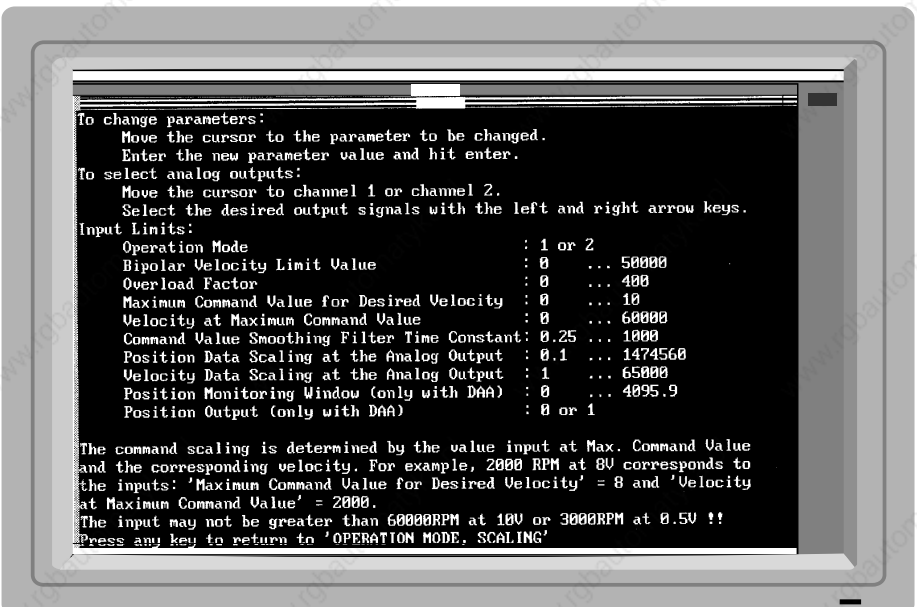 To change parameters:
Move the cursor to the parameter to be changed.
Enter the new parameter value and hit enter.
To select analog outputs:
Move the cursor to channel 1 or channel 2.
Select the desired output signals with the left and right arrow keys.
Input Limits:
Operation Mode : 1 or 2
Bipolar Velocity Limit Value : 0 ... 50000
Overload Factor : 0 ... 400
Maximum Command Value for Desired Velocity : 0 ... 10
Velocity at Maximum Command Value : 0 ... 60000
Command Value Smoothing Filter Time Constant: 0.25 ... 1000
Position Data Scaling at the Analog Output : 0.1 ... 1474560
Velocity Data Scaling at the Analog Output : 1 ... 65000
Position Monitoring Window (only with DAA) : 0 ... 4095.9
Position Output (only with DAA) : 0 or 1
The command scaling is determined by the value input at Max. Command Value
and the corresponding velocity. For example, 2000 RPM at 8V corresponds to
the inputs: 'Maximum Command Value for Desired Velocity' = 8 and 'Velocity
at Maximum Command Value' = 2000.
The input may not be greater than 60000RPM at 10V or 3000RPM at 0.5V !!
Press any key to return to 'OPERATION MODE, SCALING'